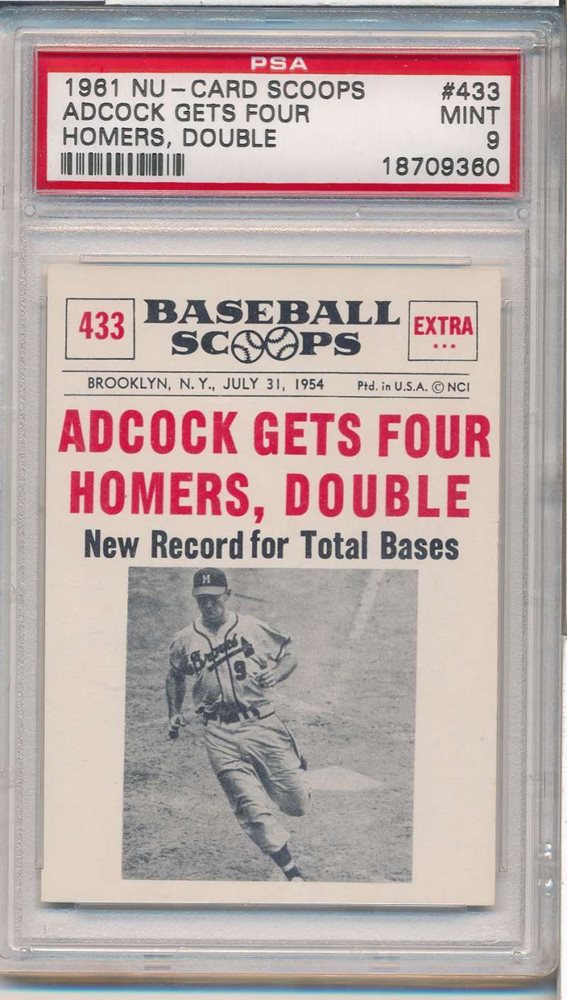 PSA
1961 NU-CARD SCOOPS #433
ADCOCK GETS FOUR MINT
HOMERS, DOUBLE 9
18709360
433 BASEBALL SCOOPS EXTRA
BROOKLYN, N. Y., JULY 31, 1954 Ptd. in U.S.A. © NCI
ADCOCK GETS FOUR
HOMERS, DOUBLE
New Record for Total Bases
M
Braves
9